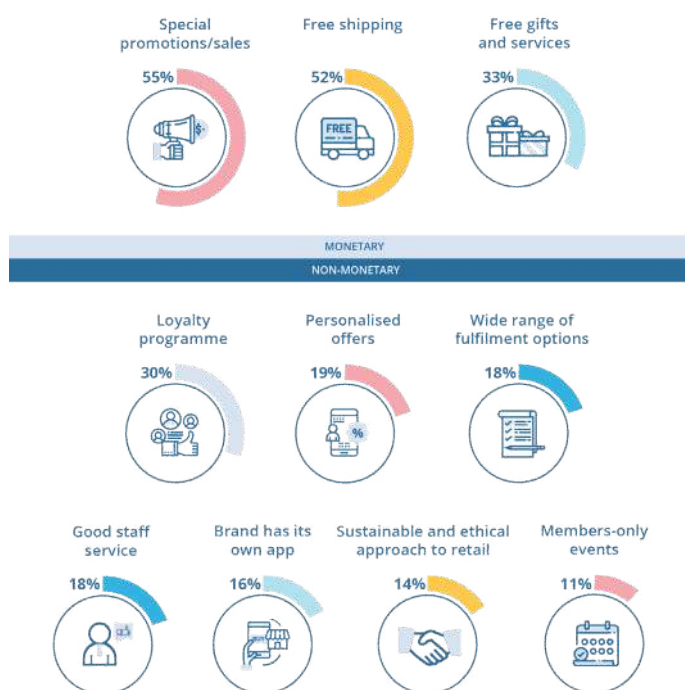 Special
promotions/sales
Free shipping
Free gifts
and services
55%
52%
33%
$
FREE
MONETARY
NON-MONETARY
Loyalty
programme
Personalised
offers
Wide range of
fulfilment options
30%
19%
18%
%
Good staff
service
Brand has its
own app
Sustainable and ethical
approach to retail
Members-only
events
18%
16%
14%
11%